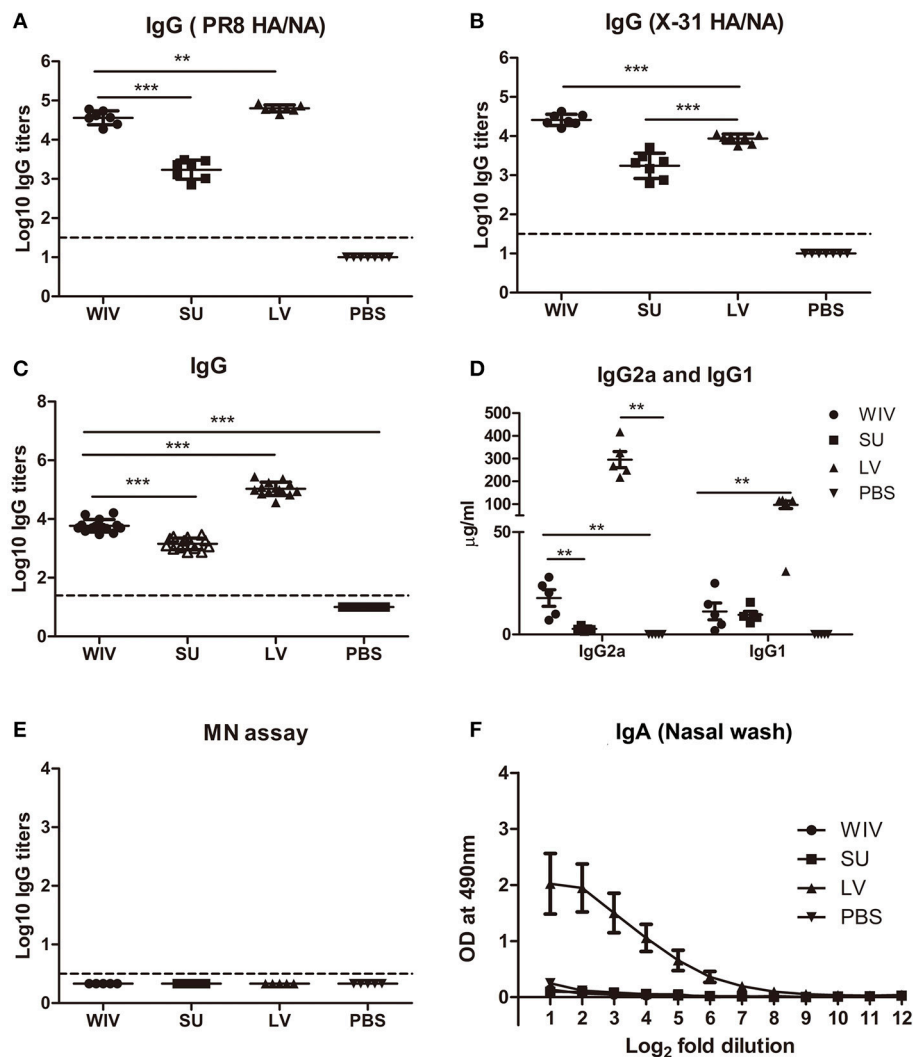 A
IgG ( PR8 HA/NA)
Log10 IgG titers
6
5
4
3
2
1
0
**
***
WIV SU LV PBS
B
IgG (X-31 HA/NA)
Log10 IgG titers
6
5
4
3
2
1
0
***
***
WIV SU LV PBS
C
IgG
Log10 IgG titers
8
6
4
2
0
***
***
***
WIV SU LV PBS
D
IgG2a and IgG1
µg/ml
500
400
300
200
100
50
0
**
**
**
**
IgG2a IgG1
WIV
SU
LV
PBS
E
MN assay
Log10 IgG titers
4
3
2
1
0
WIV SU LV PBS
F
IgA (Nasal wash)
OD at 490nm
4
3
2
1
0
WIV
SU
LV
PBS
1 2 3 4 5 6 7 8 9 10 11 12
Log2 fold dilution